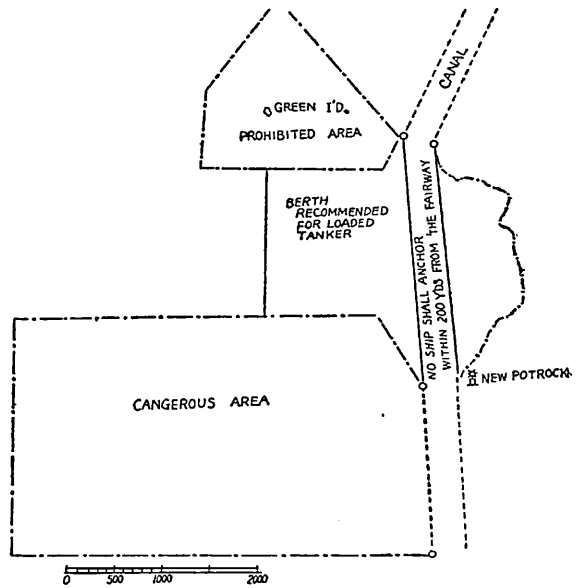 CANAL
GREEN I'D.
PROHIBITED AREA
BERTH
RECOMMENDED
FOR LOADED
TANKER
NO SHIP SHALL ANCHOR
WITHIN 200 YDS FROM THE FAIRWAY
NEW POTROCK
CANGEROUS AREA
0 500 1000 2000